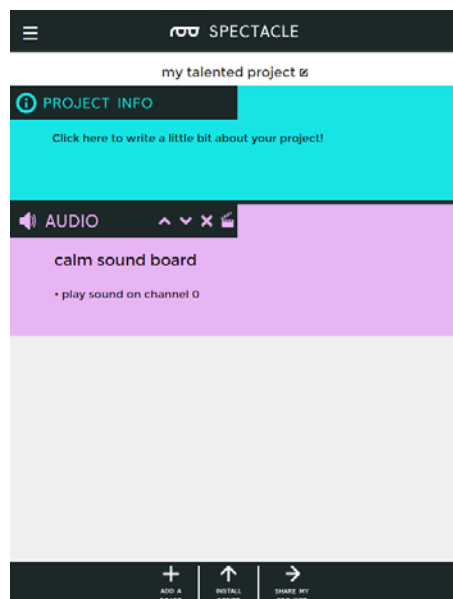 SPECTACLE
my talented project
PROJECT INFO
Click here to write a little bit about your project!
AUDIO
calm sound board
• play sound on channel 0
ADD A
INSTALL
SHARE MY